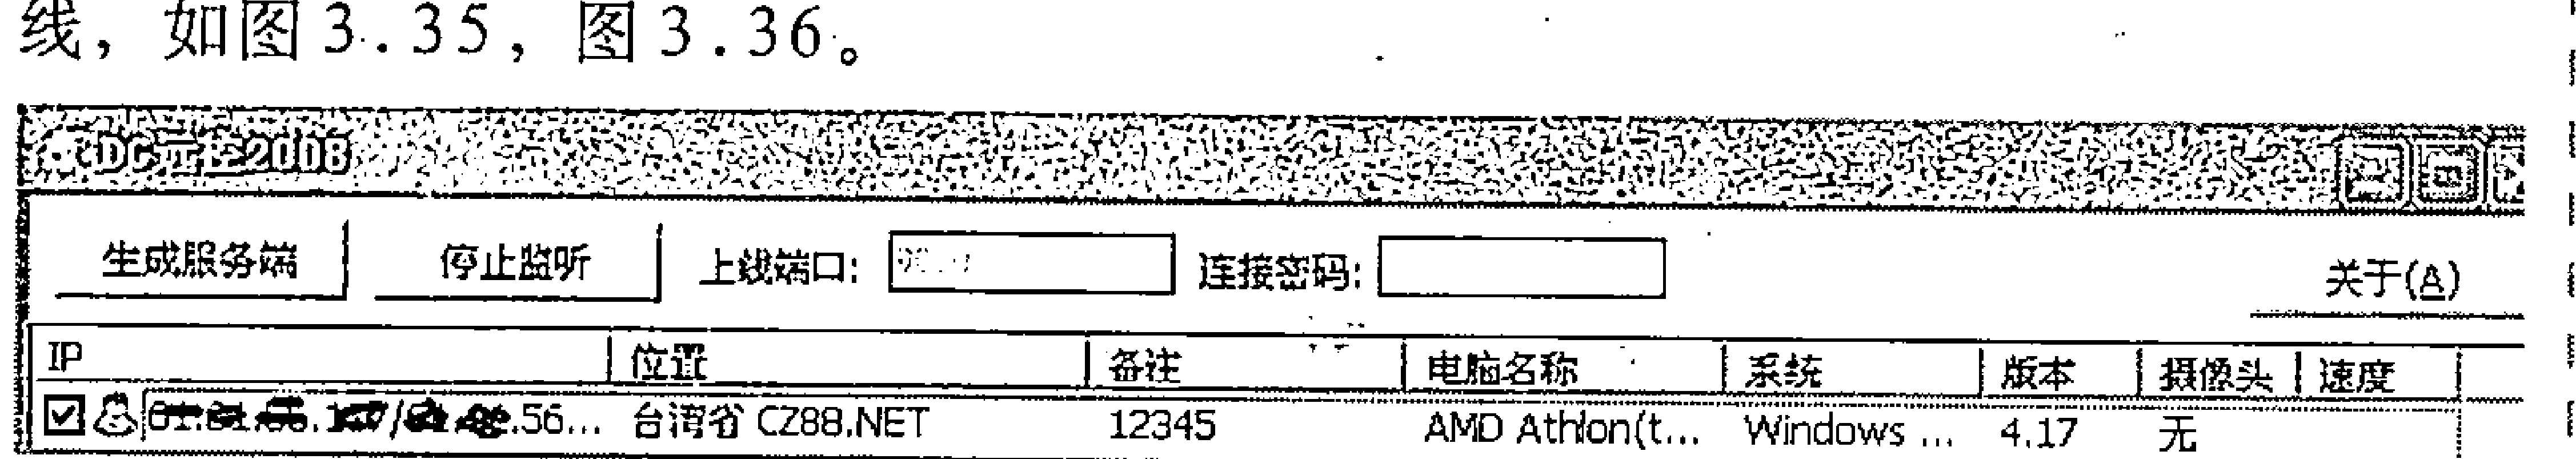 线，如图3.35，图3.36。
DC远控2008
生成服务端 停止监听 上线端口: 连接密码: 关于(A)
IP 位置 备注 电脑名称 系统 版本 摄像头 速度
.56... 台湾省 CZ88.NET 12345 AMD Athlon(t... Windows ... 4.17 无